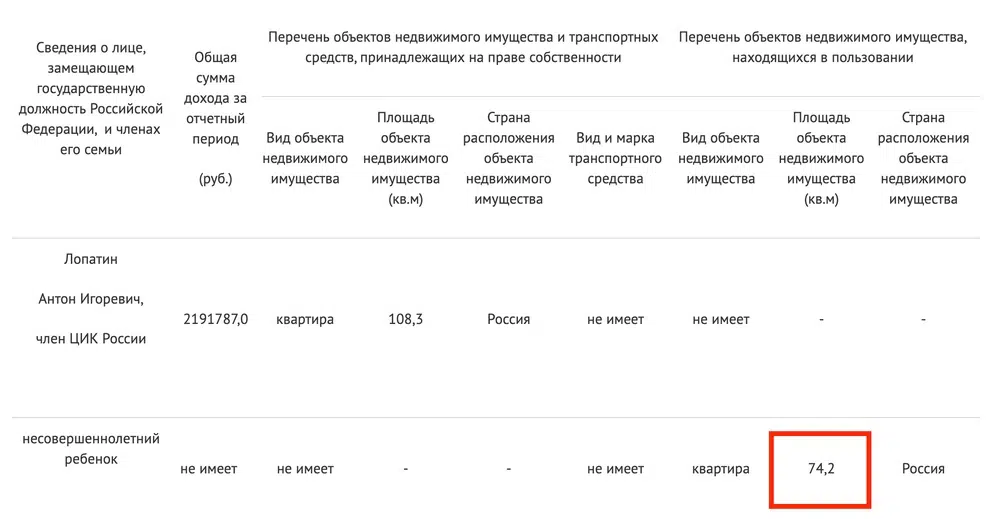 Сведения о лице,
замещающем
государственную
должность Российской
Федерации, и членах
его семьи
Общая
сумма
дохода за
отчетный
период
(руб.)
Перечень объектов недвижимого имущества и транспортных
средств, принадлежащих на праве собственности
Перечень объектов недвижимого имущества,
находящихся в пользовании
Вид объекта
недвижимого
имущества
Площадь
объекта
недвижимого
имущества
(кв.м)
Страна
расположения
объекта
недвижимого
имущества
Вид и марка
транспортного
средства
Вид объекта
недвижимого
имущества
Площадь
объекта
недвижимого
имущества
(кв.м)
Страна
расположения
объекта
недвижимого
имущества
Лопатин
Антон Игоревич,
член ЦИК России
2191787,0
квартира
108,3
Россия
не имеет
не имеет
-
-
несовершеннолетний
ребенок
не имеет
не имеет
-
-
не имеет
квартира
74,2
Россия